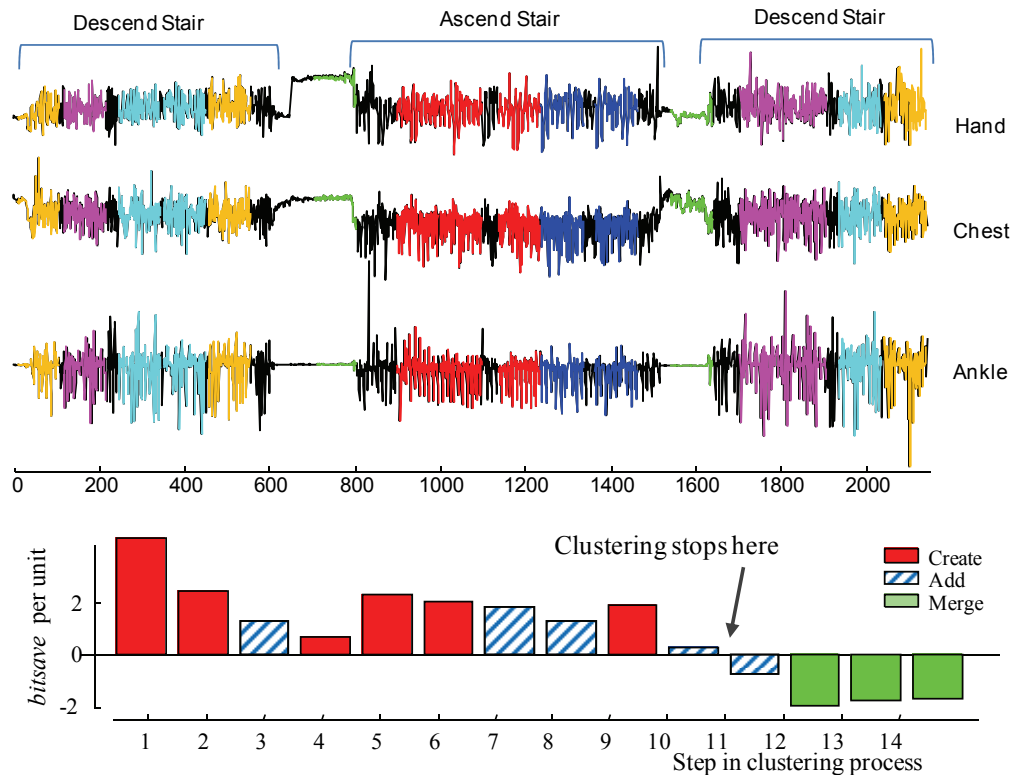 Descend Stair
Ascend Stair
Descend Stair
Hand
Chest
Ankle
0 200 400 600 800 1000 1200 1400 1600 1800 2000
Clustering stops here
Create
Add
Merge
bitsave per unit
2
0
-2
1 2 3 4 5 6 7 8 9 10 11 12 13 14
Step in clustering process